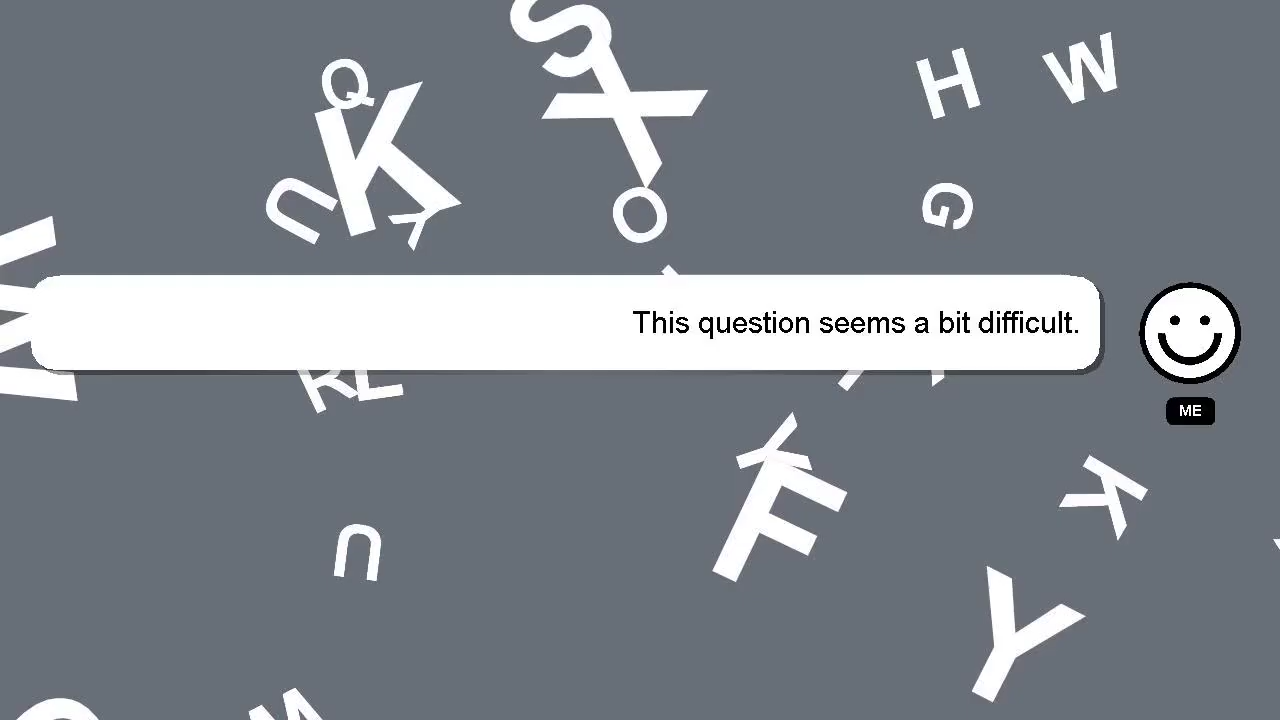 S
Q
X
H
W
K
U
Y
O
G
W
This question seems a bit difficult.
ME
R
Z
K
F
K
U
Y
M